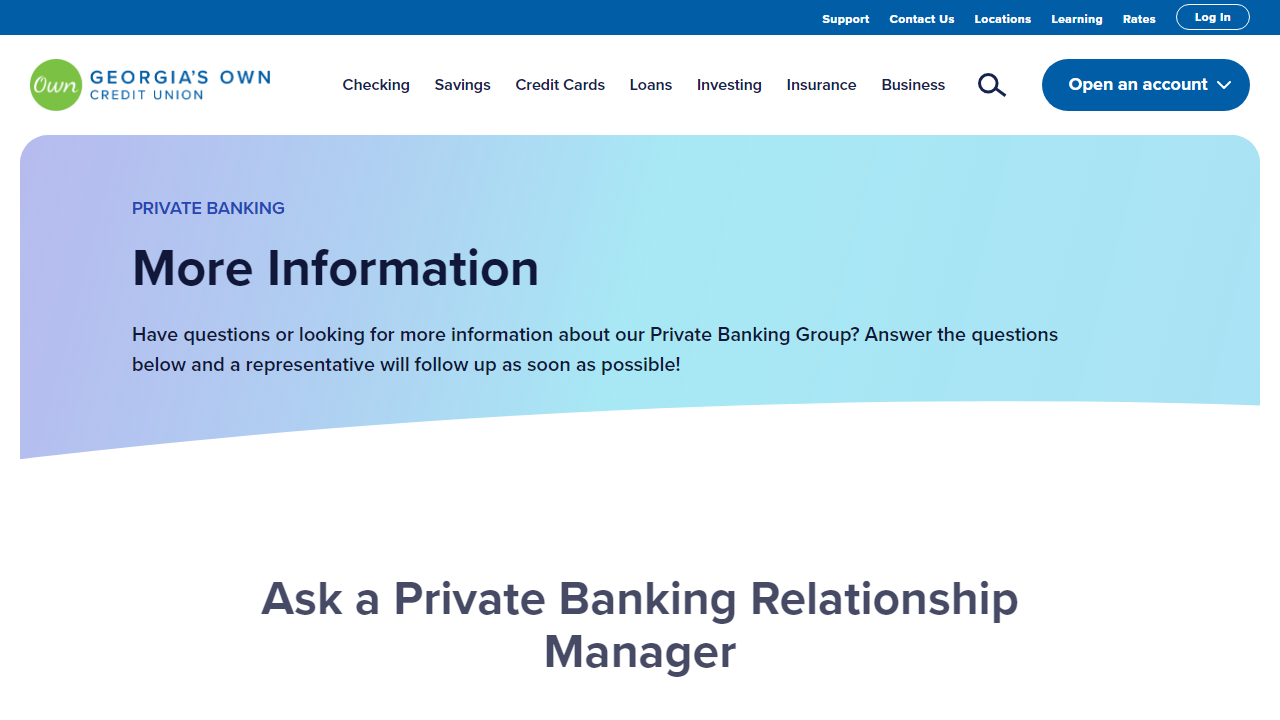 Support Contact Us Locations Learning Rates Log In
Own GEORGIA'S OWN
CREDIT UNION
Checking Savings Credit Cards Loans Investing Insurance Business Open an account
PRIVATE BANKING
More Information
Have questions or looking for more information about our Private Banking Group? Answer the questions
below and a representative will follow up as soon as possible!
Ask a Private Banking Relationship
Manager